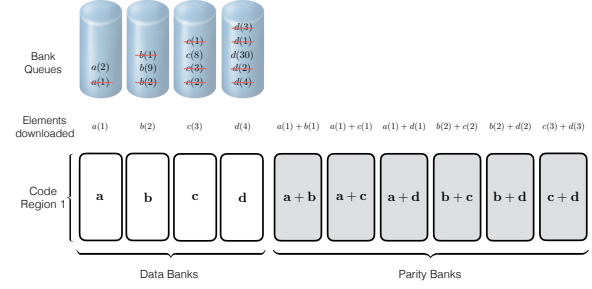 d(3)
c(1) d(1)
b(1) c(8) d(30)
Bank
Queues
a(2) b(9) c(3) d(2)
a(1) b(2) c(2) d(4)
Elements
downloaded
a(1) b(2) c(3) d(4) a(1) + b(1) a(1) + c(1) a(1) + d(1) b(2) + c(2) b(2) + d(2) c(3) + d(3)
Code
Region 1
a b c d a + b a + c a + d b + c b + d c + d
Data Banks Parity Banks